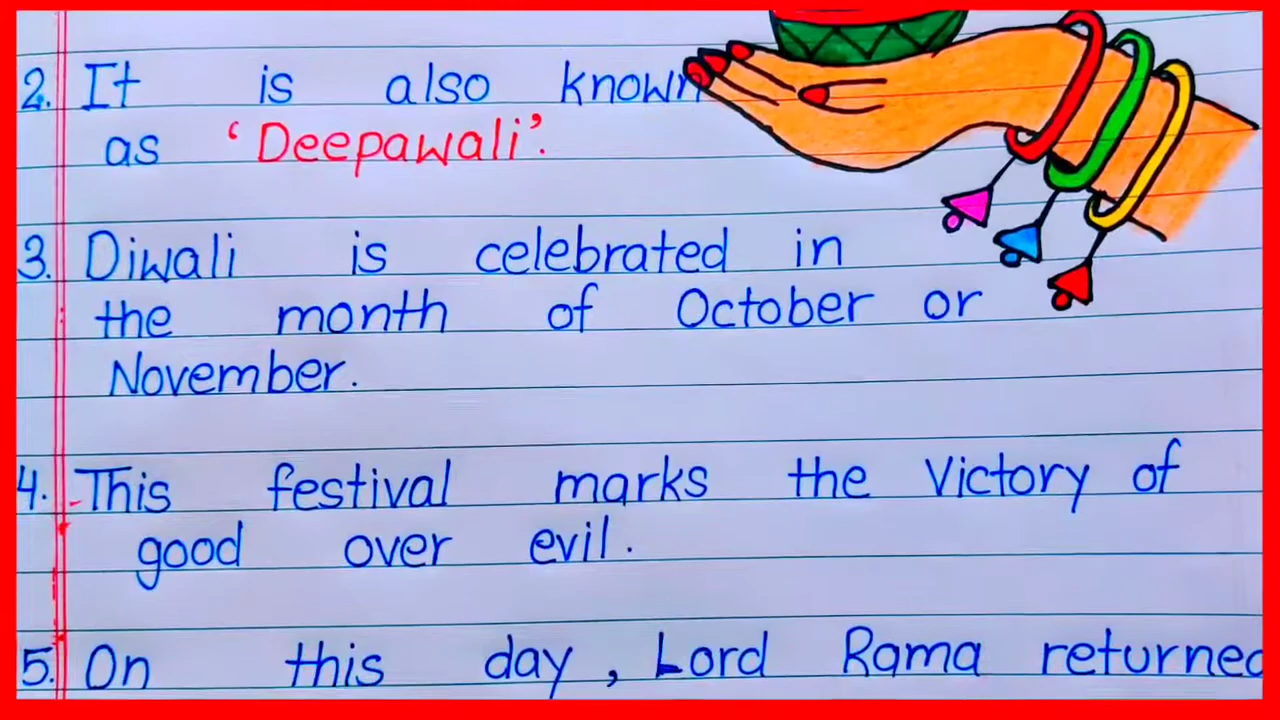 2. It is also known
as 'Deepawali'.
3. Diwali is celebrated in
the month of October or
November.
4. This festival marks the Victory of
good over evil.
5. On this day, Lord Rama returned